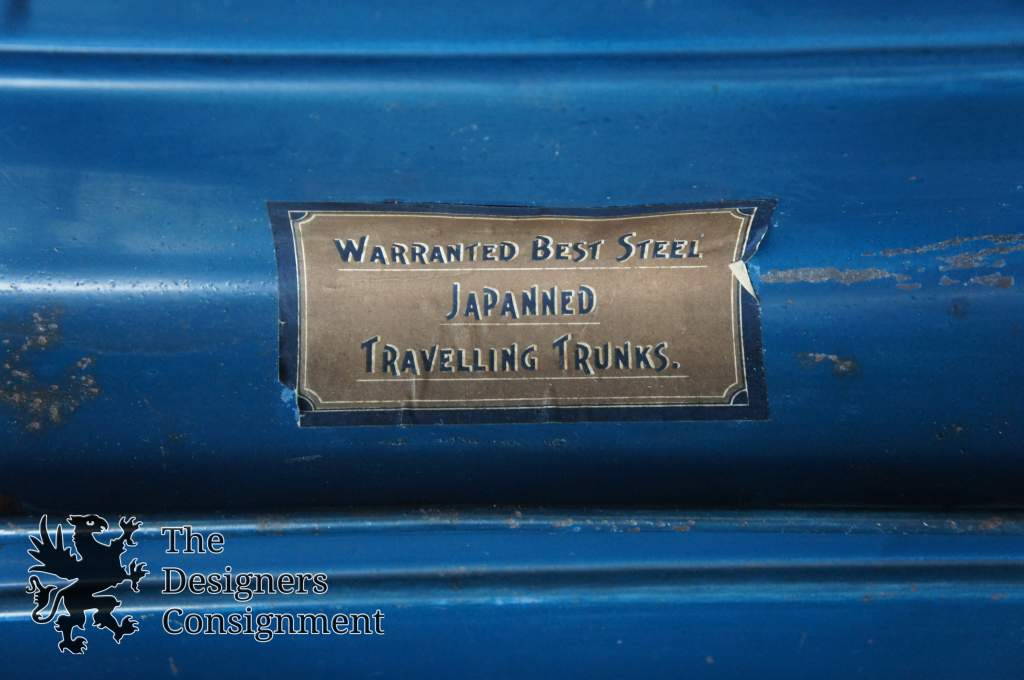 Warranted Best Steel
Japanned
Travelling Trunks.
The
Designers
Consignment